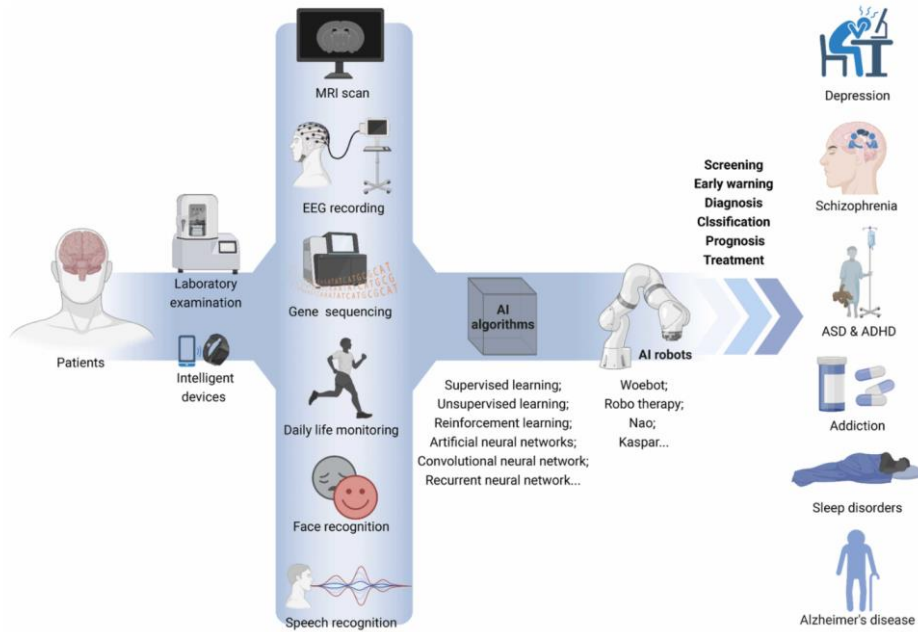 Patients
Laboratory
examination
Intelligent
devices
MRI scan
EEG recording
ATATCATGCGCAT
Gene sequencing
Daily life monitoring
Face recognition
Speech recognition
AI
algorithms
Supervised learning;
Unsupervised learning;
Reinforcement learning;
Artificial neural networks;
Convolutional neural network;
Recurrent neural network...
AI robots
Woebot;
Robo therapy;
Nao;
Kaspar...
Screening
Early warning
Diagnosis
Clssification
Prognosis
Treatment
Depression
Schizophrenia
ASD & ADHD
Addiction
Sleep disorders
Alzheimer's disease